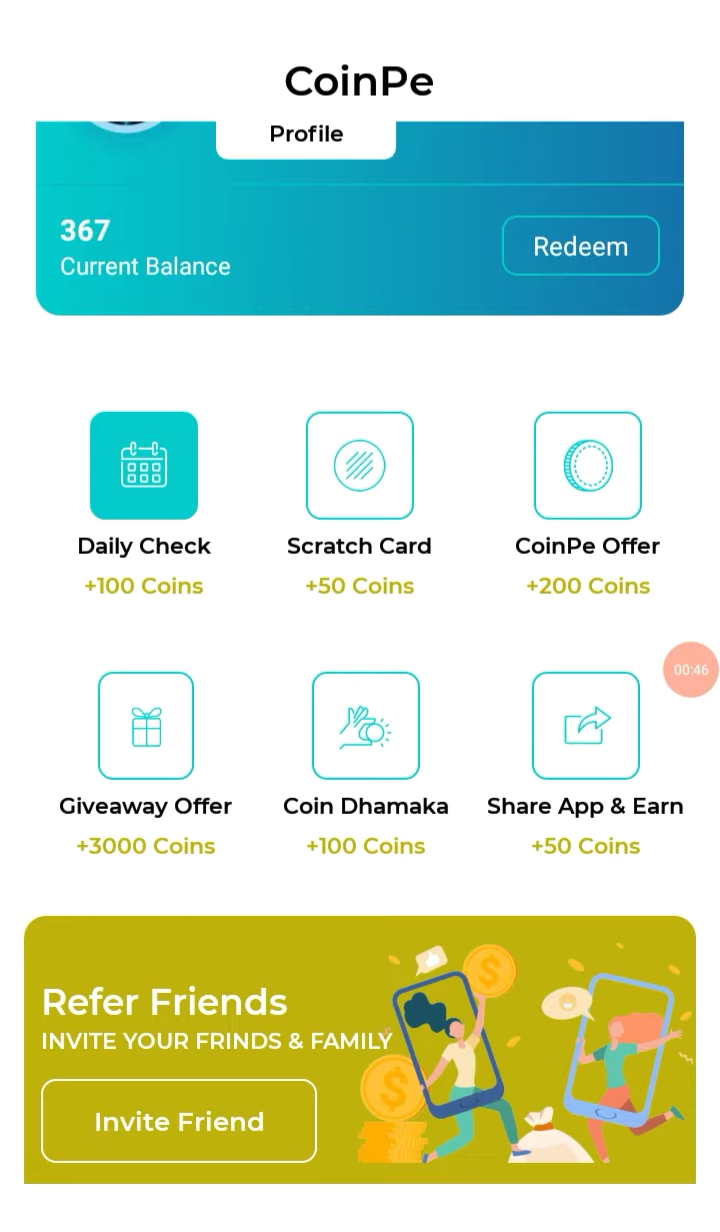 CoinPe
Profile
367
Current Balance
Redeem
Daily Check
+100 Coins
Scratch Card
+50 Coins
CoinPe Offer
+200 Coins
00:46
Giveaway Offer
+3000 Coins
Coin Dhamaka
+100 Coins
Share App & Earn
+50 Coins
Refer Friends
INVITE YOUR FRINDS & FAMILY
Invite Friend